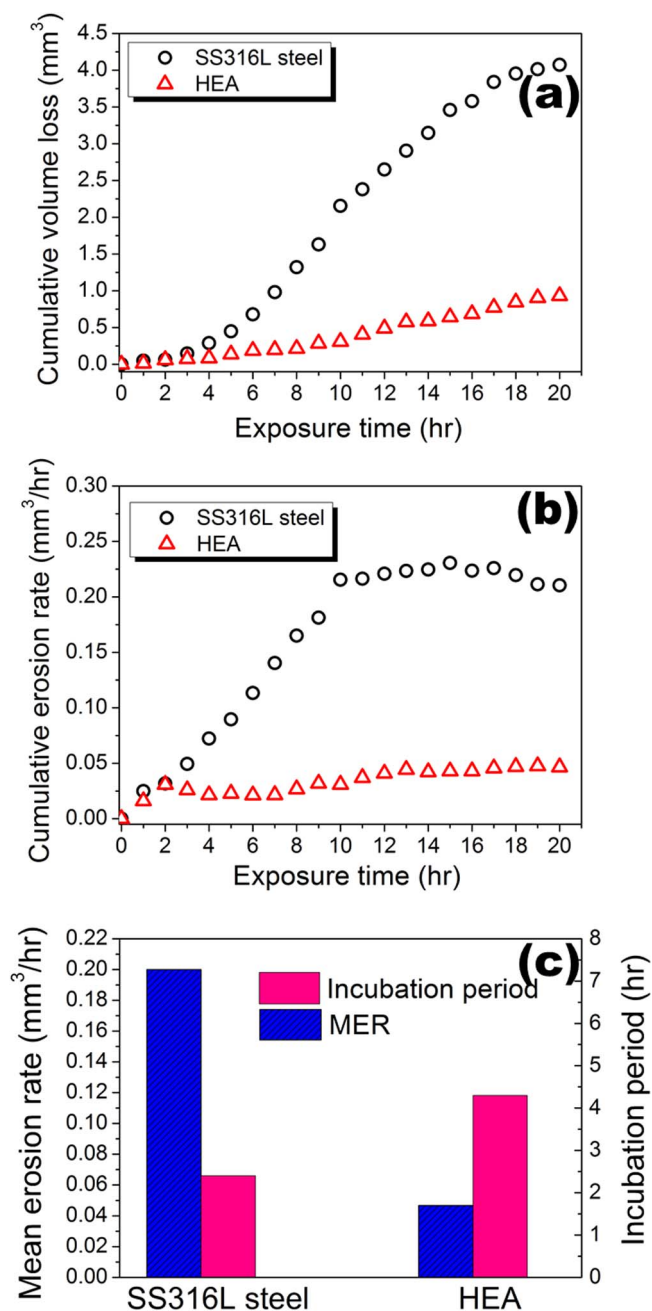 (a)
SS316L steel
HEA
Cumulative volume loss (mm³)
4.5
4.0
3.5
3.0
2.5
2.0
1.5
1.0
0.5
0.0
0 2 4 6 8 10 12 14 16 18 20
Exposure time (hr)
(b)
SS316L steel
HEA
Cumulative erosion rate (mm³/hr)
0.30
0.25
0.20
0.15
0.10
0.05
0.00
0 2 4 6 8 10 12 14 16 18 20
Exposure time (hr)
(c)
Incubation period
MER
Mean erosion rate (mm³/hr)
0.22
0.20
0.18
0.16
0.14
0.12
0.10
0.08
0.06
0.04
0.02
0.00
Incubation period (hr)
8
7
6
5
4
3
2
1
0
SS316L steel HEA